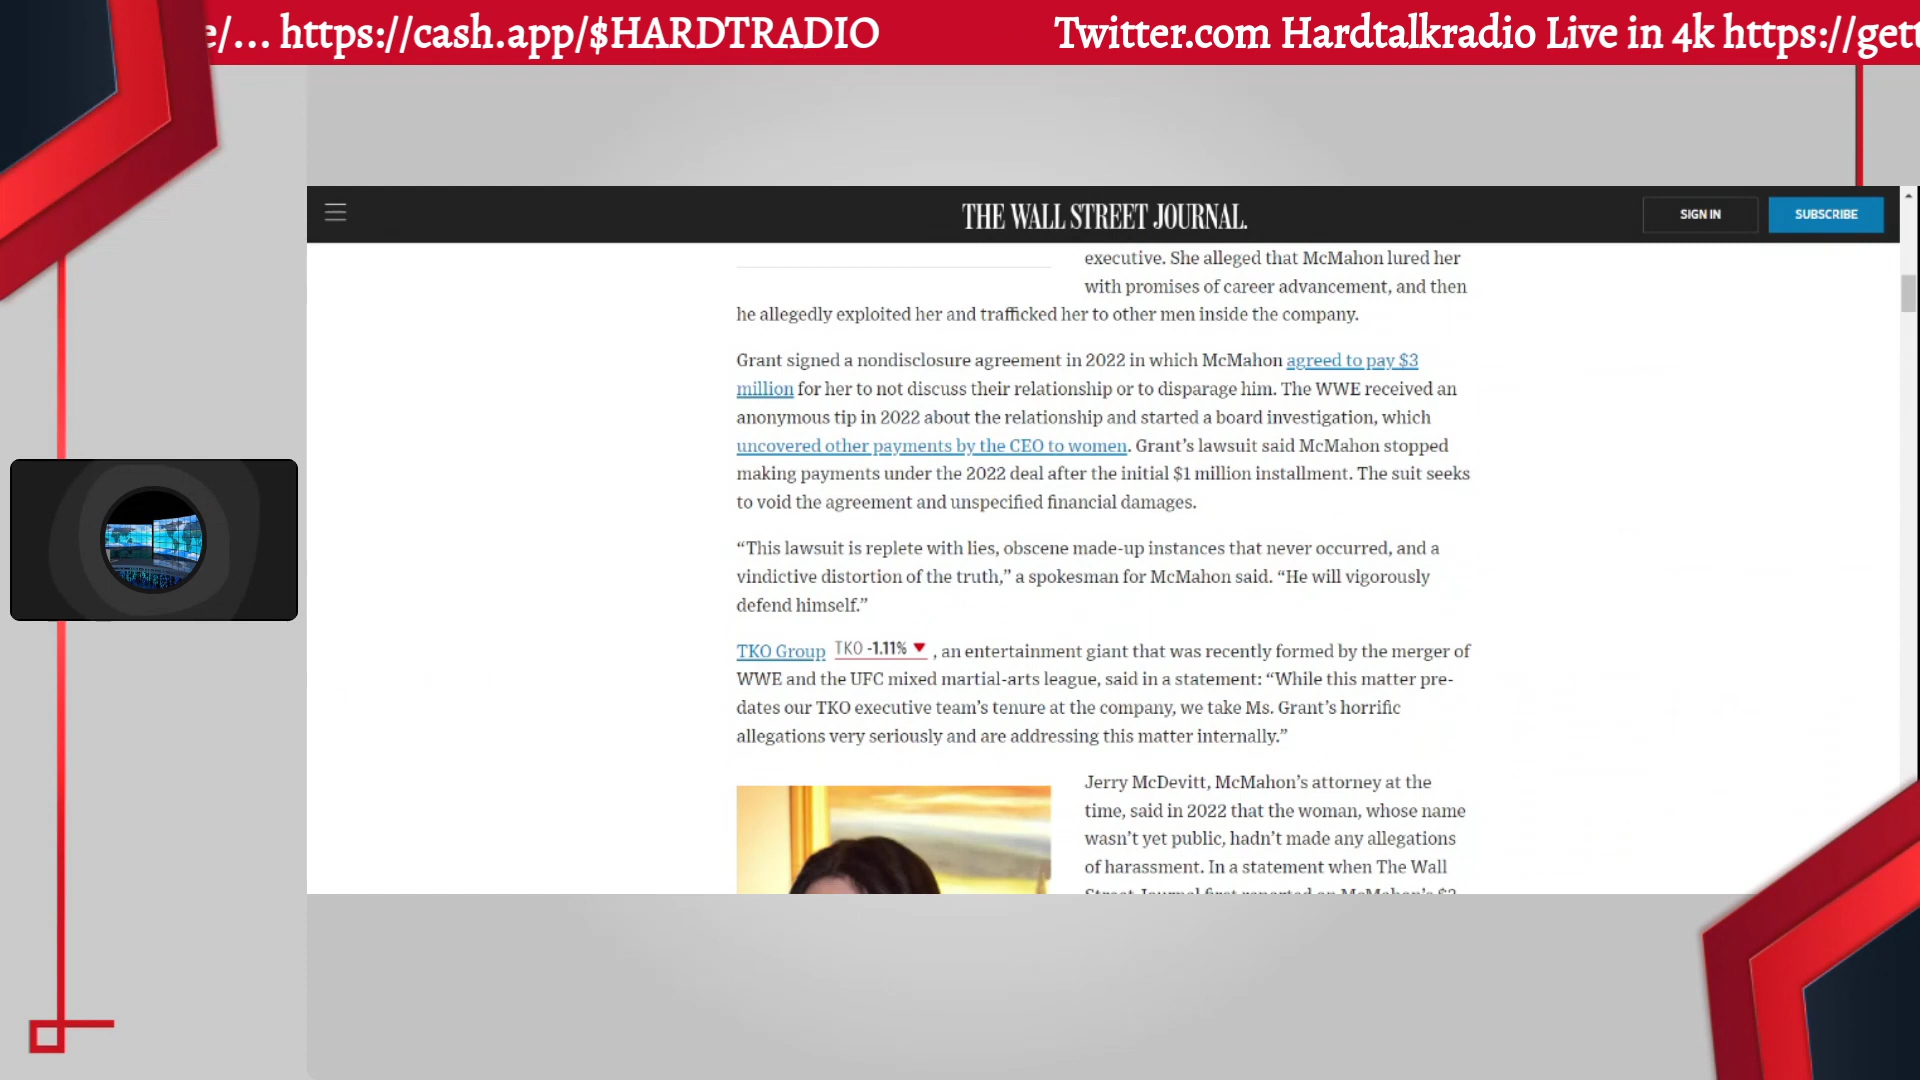 e/... https://cash.app/$HARDTRADIO Twitter.com Hardtalkradio Live in 4k https://gett
THE WALL STREET JOURNAL.
SIGN IN
SUBSCRIBE
executive. She alleged that McMahon lured her
with promises of career advancement, and then
he allegedly exploited her and trafficked her to other men inside the company.
Grant signed a nondisclosure agreement in 2022 in which McMahon agreed to pay $3
million for her to not discuss their relationship or to disparage him. The WWE received an
anonymous tip in 2022 about the relationship and started a board investigation, which
uncovered other payments by the CEO to women. Grant’s lawsuit said McMahon stopped
making payments under the 2022 deal after the initial $1 million installment. The suit seeks
to void the agreement and unspecified financial damages.
“This lawsuit is replete with lies, obscene made-up instances that never occurred, and a
vindictive distortion of the truth,” a spokesman for McMahon said. “He will vigorously
defend himself.”
TKO Group TKO -1.11% ▼ , an entertainment giant that was recently formed by the merger of
WWE and the UFC mixed martial-arts league, said in a statement: “While this matter pre-
dates our TKO executive team’s tenure at the company, we take Ms. Grant’s horrific
allegations very seriously and are addressing this matter internally.”
Jerry McDevitt, McMahon’s attorney at the
time, said in 2022 that the woman, whose name
wasn’t yet public, hadn’t made any allegations
of harassment. In a statement when The Wall
Street Journal first reported on McMahon’s $3